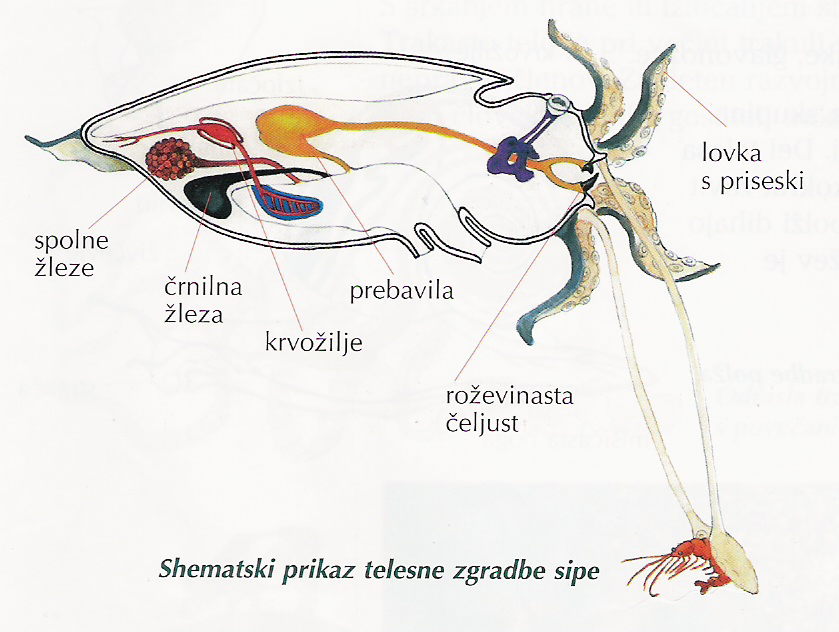 lovka
s priseski
spolne
žleze
črnilna
žleza
prebavila
krvožilje
roževinasta
čeljust
Shematski prikaz telesne zgradbe sipe